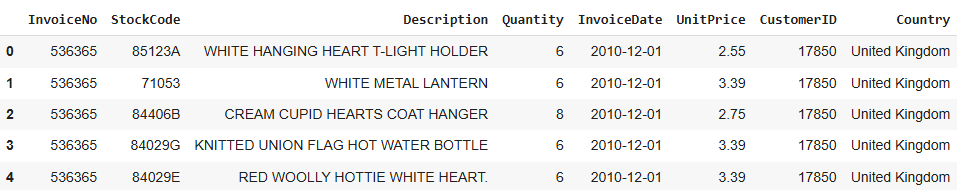 InvoiceNo StockCode Description Quantity InvoiceDate UnitPrice CustomerID Country
0 536365 85123A WHITE HANGING HEART T-LIGHT HOLDER 6 2010-12-01 2.55 17850 United Kingdom
1 536365 71053 WHITE METAL LANTERN 6 2010-12-01 3.39 17850 United Kingdom
2 536365 84406B CREAM CUPID HEARTS COAT HANGER 8 2010-12-01 2.75 17850 United Kingdom
3 536365 84029G KNITTED UNION FLAG HOT WATER BOTTLE 6 2010-12-01 3.39 17850 United Kingdom
4 536365 84029E RED WOOLLY HOTTIE WHITE HEART. 6 2010-12-01 3.39 17850 United Kingdom